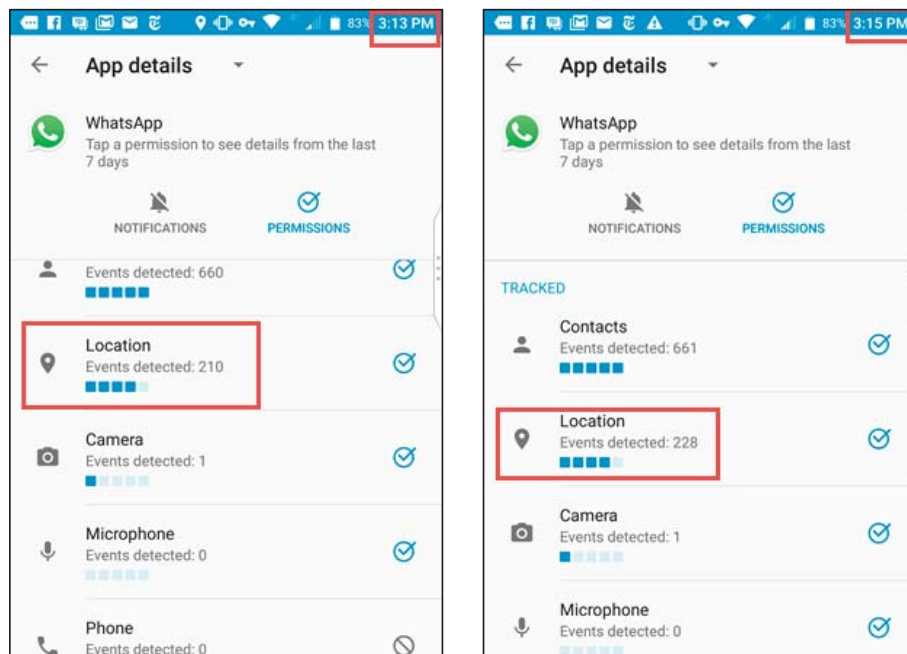 83% 3:13 PM
App details
WhatsApp
Tap a permission to see details from the last
7 days
NOTIFICATIONS
PERMISSIONS
Events detected: 660
Location
Events detected: 210
Camera
Events detected: 1
Microphone
Events detected: 0
Phone
Events detected: 0
83% 3:15 PM
App details
WhatsApp
Tap a permission to see details from the last
7 days
NOTIFICATIONS
PERMISSIONS
TRACKED
Contacts
Events detected: 661
Location
Events detected: 228
Camera
Events detected: 1
Microphone
Events detected: 0